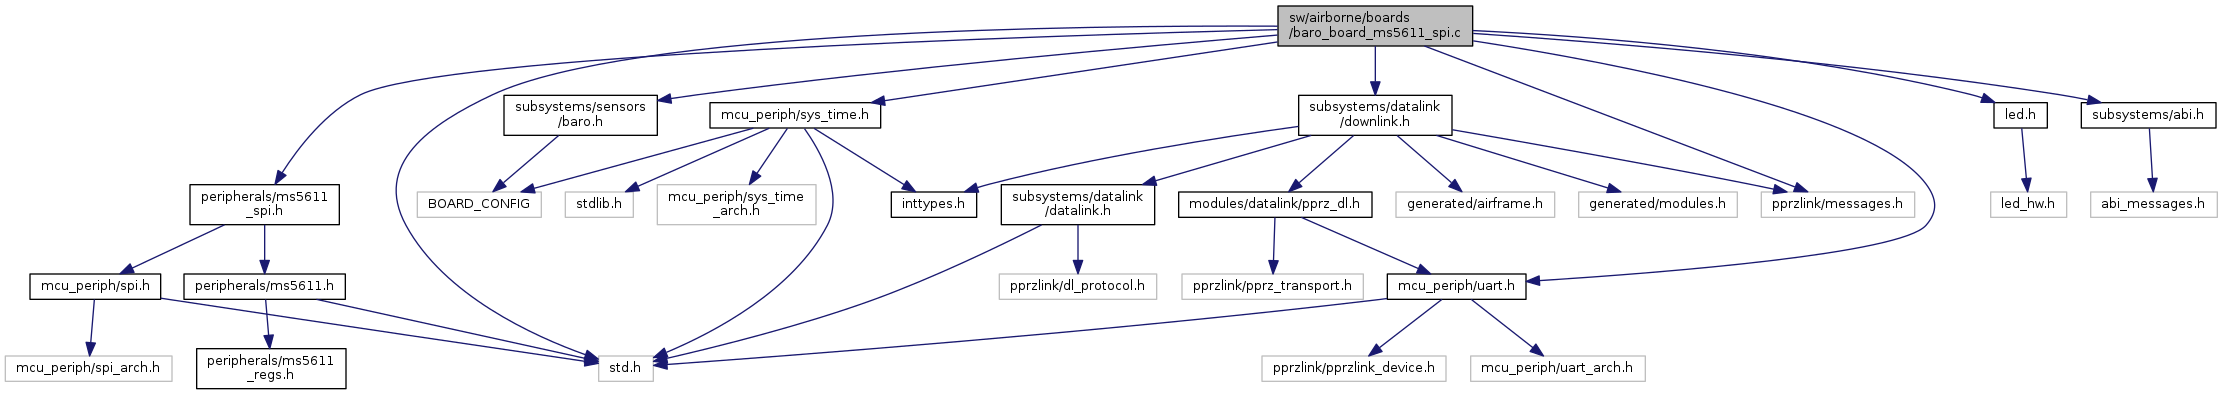 sw/airborne/boards
/baro_board_ms5611_spi.c
subsystems/sensors
/baro.h
mcu_periph/sys_time.h
subsystems/datalink
/downlink.h
led.h
subsystems/abi.h
peripherals/ms5611
_spi.h
BOARD_CONFIG
stdlib.h
mcu_periph/sys_time
_arch.h
inttypes.h
subsystems/datalink
/datalink.h
modules/datalink/pprz_dl.h
generated/airframe.h
generated/modules.h
pprzlink/messages.h
led_hw.h
abi_messages.h
mcu_periph/spi.h
peripherals/ms5611.h
pprzlink/dl_protocol.h
pprzlink/pprz_transport.h
mcu_periph/uart.h
mcu_periph/spi_arch.h
peripherals/ms5611
_regs.h
std.h
pprzlink/pprzlink_device.h
mcu_periph/uart_arch.h